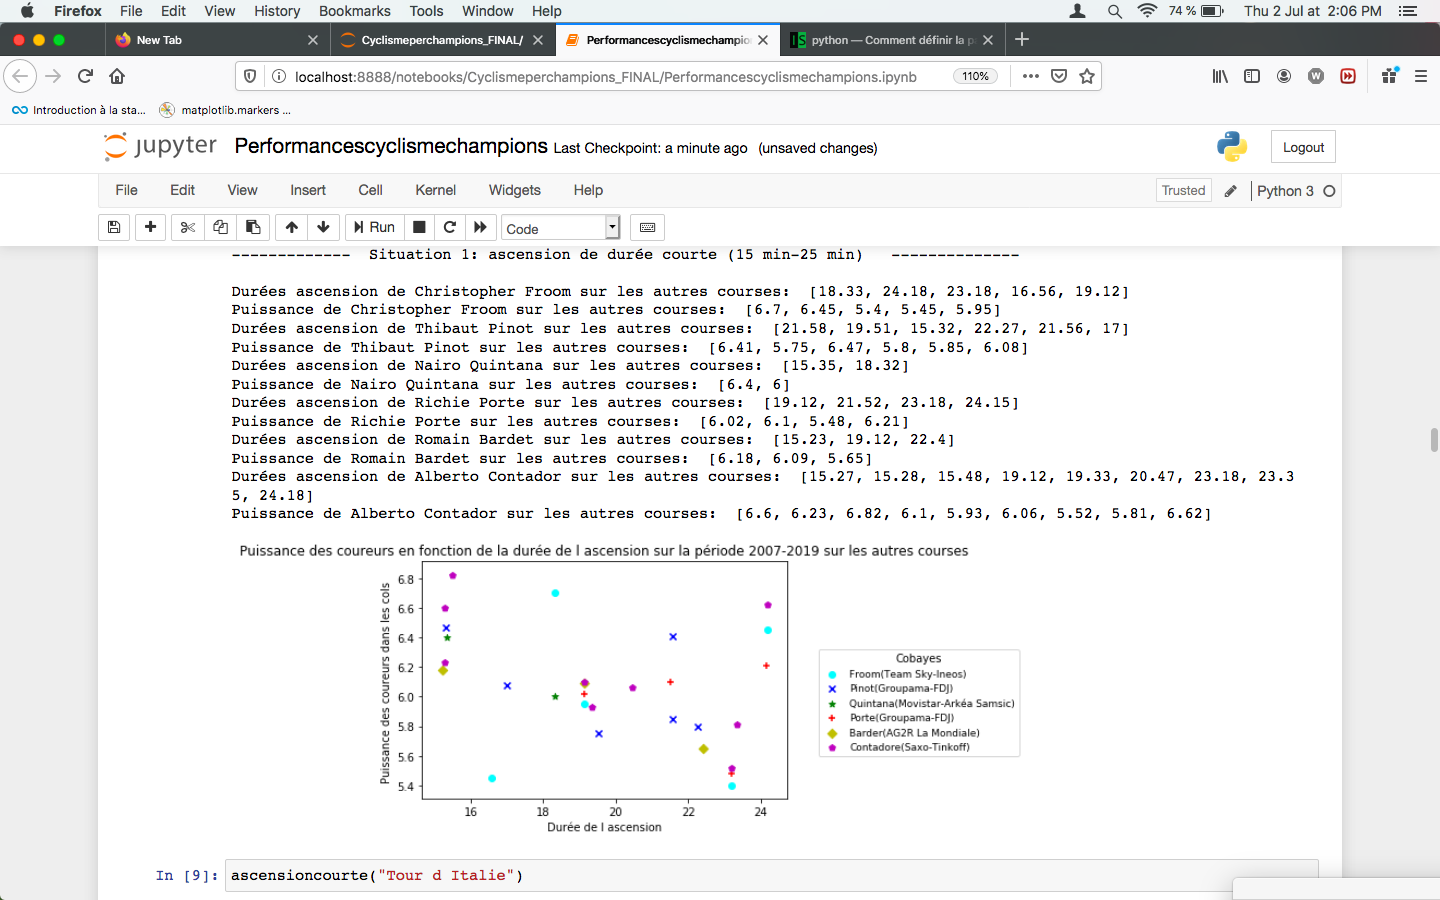 Firefox File Edit View History Bookmarks Tools Window Help 74 % Thu 2 Jul at 2:06 PM
New Tab Cyclismeperchampions_FINAL/ Performancescyclismechampio python — Comment définir la p
localhost:8888/notebooks/Cyclismeperchampions_FINAL/Performancescyclismechampions.ipynb 110%
Introduction à la sta... matplotlib.markers ...
jupyter Performancescyclismechampions Last Checkpoint: a minute ago (unsaved changes) Logout
File Edit View Insert Cell Kernel Widgets Help Trusted Python 3
Run Code
------------- Situation 1: ascension de durée courte (15 min-25 min) --------------
Durées ascension de Christopher Froom sur les autres courses: [18.33, 24.18, 23.18, 16.56, 19.12]
Puissance de Christopher Froom sur les autres courses: [6.7, 6.45, 5.4, 5.45, 5.95]
Durées ascension de Thibaut Pinot sur les autres courses: [21.58, 19.51, 15.32, 22.27, 21.56, 17]
Puissance de Thibaut Pinot sur les autres courses: [6.41, 5.75, 6.47, 5.8, 5.85, 6.08]
Durées ascension de Nairo Quintana sur les autres courses: [15.35, 18.32]
Puissance de Nairo Quintana sur les autres courses: [6.4, 6]
Durées ascension de Richie Porte sur les autres courses: [19.12, 21.52, 23.18, 24.15]
Puissance de Richie Porte sur les autres courses: [6.02, 6.1, 5.48, 6.21]
Durées ascension de Romain Bardet sur les autres courses: [15.23, 19.12, 22.4]
Puissance de Romain Bardet sur les autres courses: [6.18, 6.09, 5.65]
Durées ascension de Alberto Contador sur les autres courses: [15.27, 15.28, 15.48, 19.12, 19.33, 20.47, 23.18, 23.3
5, 24.18]
Puissance de Alberto Contador sur les autres courses: [6.6, 6.23, 6.82, 6.1, 5.93, 6.06, 5.52, 5.81, 6.62]
Puissance des coureurs en fonction de la durée de l ascension sur la période 2007-2019 sur les autres courses
Puissance des coureurs dans les cols
6.8
6.6
6.4
6.2
6.0
5.8
5.6
5.4
16 18 20 22 24
Durée de l ascension
Cobayes
Froom(Team Sky-Ineos)
Pinot(Groupama-FDJ)
Quintana(Movistar-Arkéa Samsic)
Porte(Groupama-FDJ)
Barder(AG2R La Mondiale)
Contadore(Saxo-Tinkoff)
In [9]: ascensioncourte("Tour d Italie")